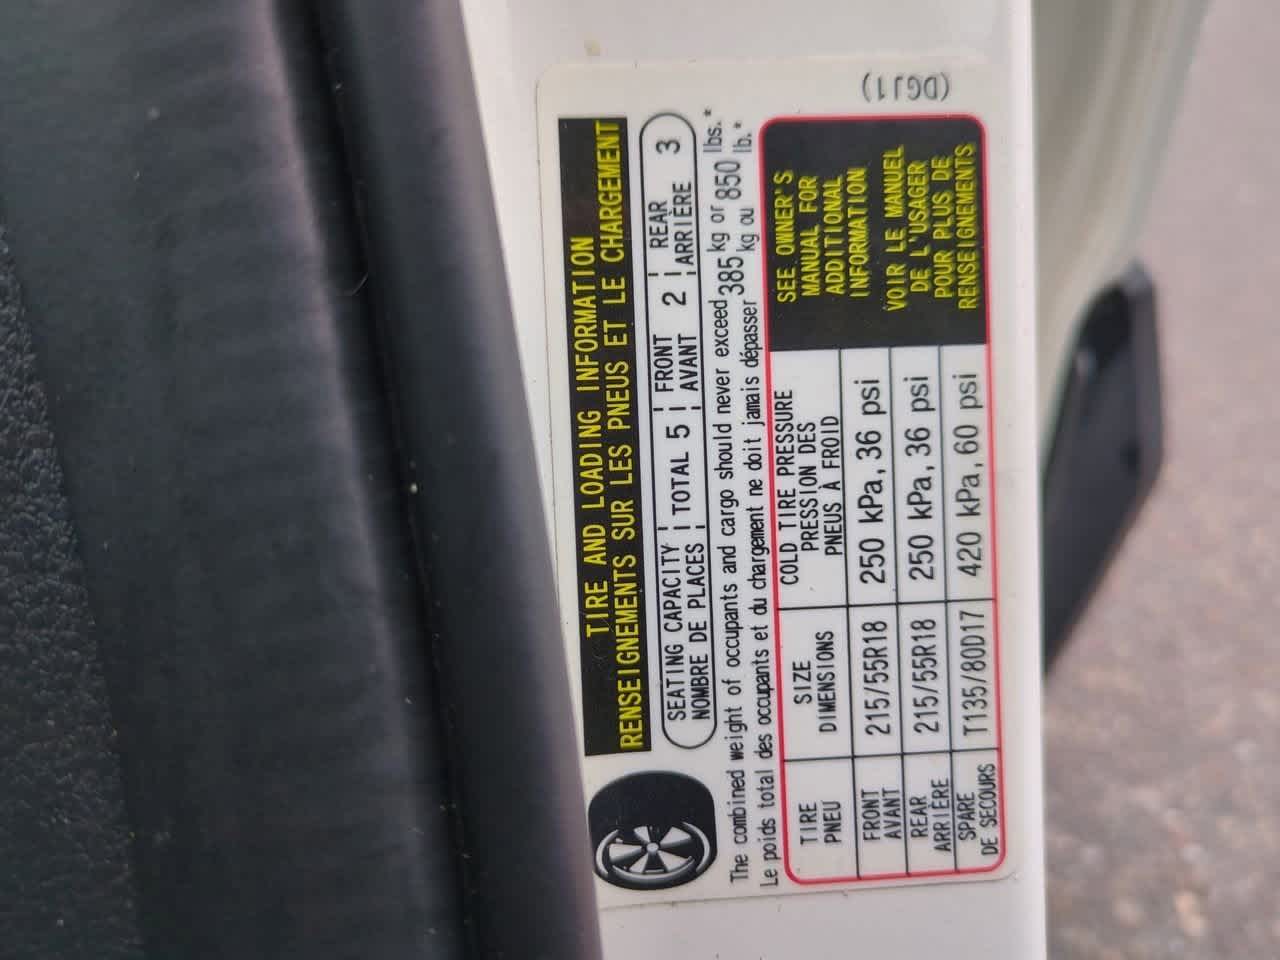 TIRE AND LOADING INFORMATION
RENSEIGNEMENTS SUR LES PNEUS ET LE CHARGEMENT
SEATING CAPACITY TOTAL 5 FRONT 2 REAR 3
NOMBRE DE PLACES AVANT ARRIÈRE
The combined weight of occupants and cargo should never exceed 385 kg or 850 lbs.*
Le poids total des occupants et du chargement ne doit jamais dépasser kg ou lb.*
TIRE
PNEU
SIZE
DIMENSIONS
COLD TIRE PRESSURE
PRESSION DES
PNEUS À FROID
FRONT
AVANT
215/55R18
250 kPa, 36 psi
REAR
ARRIÈRE
215/55R18
250 kPa, 36 psi
SPARE
DE SECOURS
T135/80D17
420 kPa, 60 psi
SEE OWNER'S
MANUAL FOR
ADDITIONAL
INFORMATION
VOIR LE MANUEL
DE L'USAGER
POUR PLUS DE
RENSEIGNEMENTS
(DGJ1)